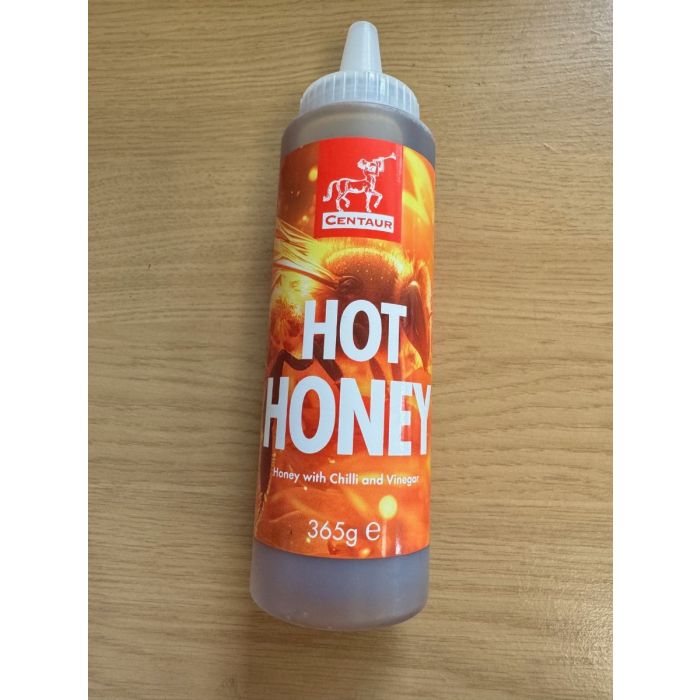 CENTAUR
HOT
HONEY
Honey with Chilli and Vinegar
365g e